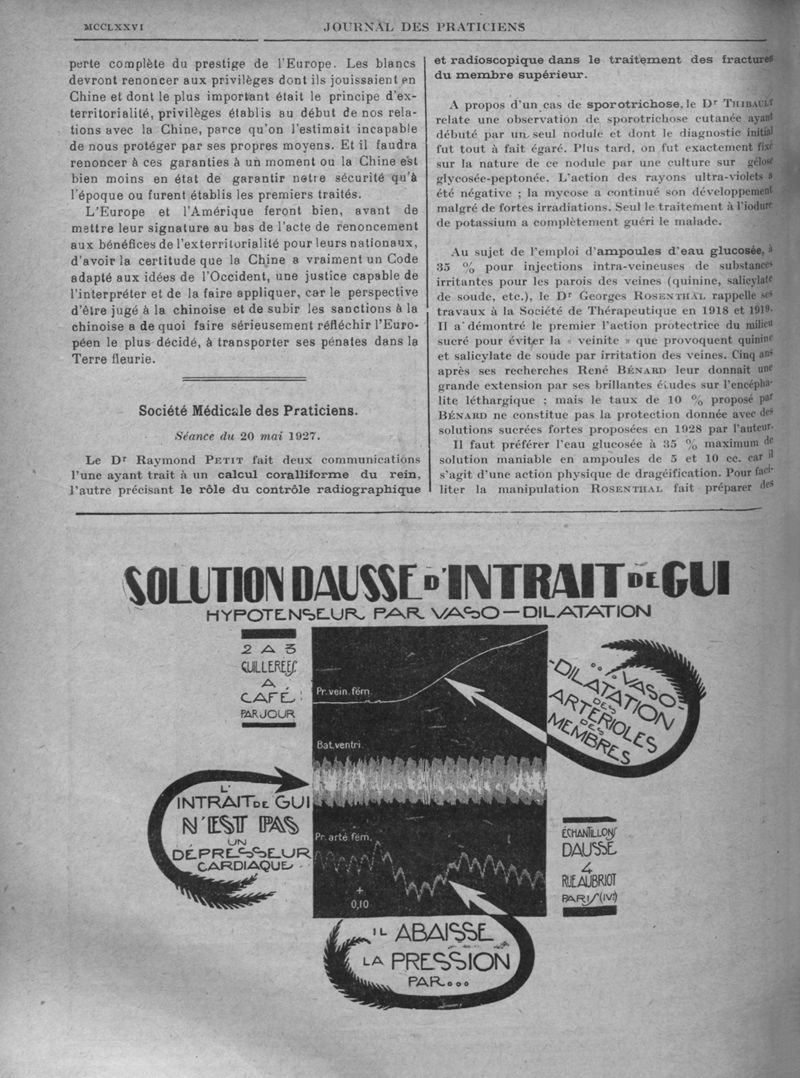 MCCLXXVI
JOURNAL DES PRATICIENS
perte complète du prestige de l'Europe. Les blancs
devront renoncer aux privilèges dont ils jouissaient en
Chine et dont le plus important était le principe d'ex-
territorialité, privilèges établis au début de nos rela-
tions avec la Chine, parce qu'on l'estimait incapable
de nous protéger par ses propres moyens. Et il faudra
renoncer à ces garanties à un moment ou la Chine est
bien moins en état de garantir notre sécurité qu'à
l'époque ou furent établis les premiers traités.
L'Europe et l'Amérique feront bien, avant de
mettre leur signature au bas de l'acte de renoncement
aux bénéfices de l'exterritorialité pour leurs nationaux,
d'avoir la certitude que la Chine a vraiment un Code
adapté aux idées de l'Occident, une justice capable de
l'interpréter et de la faire appliquer, car le perspective
d'être jugé à la chinoise et de subir les sanctions à la
chinoise a de quoi faire sérieusement réfléchir l'Euro-
péen le plus décidé, à transporter ses pénates dans la
Terre fleurie.
Société Médicale des Praticiens.
Séance du 20 mai 1927.
Le Dr Raymond PETIT fait deux communications
l'une ayant trait à un calcul coralliforme du rein,
l'autre précisant le rôle du contrôle radiographique
et radioscopique dans le traitement des fractures
du membre supérieur.
A propos d'un cas de sporotrichose, le Dr THIBAULT
relate une observation de sporotrichose cutanée ayant
débuté par un seul nodule et dont le diagnostic initial
fut tout à fait égaré. Plus tard, on fut exactement fixé
sur la nature de ce nodule par une culture sur gélose
glycosée-peptonée. L'action des rayons ultra-violets a
été négative ; la mycose a continué son développement
malgré de fortes irradiations. Seul le traitement à l'iodure
de potassium a complètement guéri le malade.
Au sujet de l'emploi d'ampoules d'eau glucosée, à
35 % pour injections intra-veineuses de substances
irritantes pour les parois des veines (quinine, salicylate
de soude, etc.), le Dr Georges ROSENTHAL rappelle ses
travaux à la Société de Thérapeutique en 1918 et 1919.
Il a démontré le premier l'action protectrice du milieu
sucré pour éviter la « veinite » que provoquent quinine
et salicylate de soude par irritation des veines. Cinq ans
après ses recherches René BÉNARD leur donnait une
grande extension par ses brillantes études sur l'encépha-
lite léthargique ; mais le taux de 10 % proposé par
BÉNARD ne constitue pas la protection donnée avec des
solutions sucrées fortes proposées en 1928 par l'auteur.
Il faut préférer l'eau glucosée à 35 % maximum de
solution maniable en ampoules de 5 et 10 cc. car il
s'agit d'une action physique de dragéification. Pour faci-
liter la manipulation ROSENTHAL fait préparer des
SOLUTION DAUSSE D'INTRAIT DE GUI
HYPOTENSEUR PAR VASO-DILATATION
2 A 3
CUILLEREES
A
CAFÉ
PAR JOUR
Pr. vein. fém.
...VASO-
-DILATATION
DES
ARTÉRIOLES
DES
MEMBRES
Bat. ventri.
L'
INTRAIT DE GUI
N'EST PAS
UN
DÉPRESSEUR
CARDIAQUE
Pr. arté. fém.
+
0,10
ÉCHANTILLONS
DAUSSE
4
RUE AUBRIOT
PARIS (IVe)
IL ABAISSE
LA PRESSION
PAR...